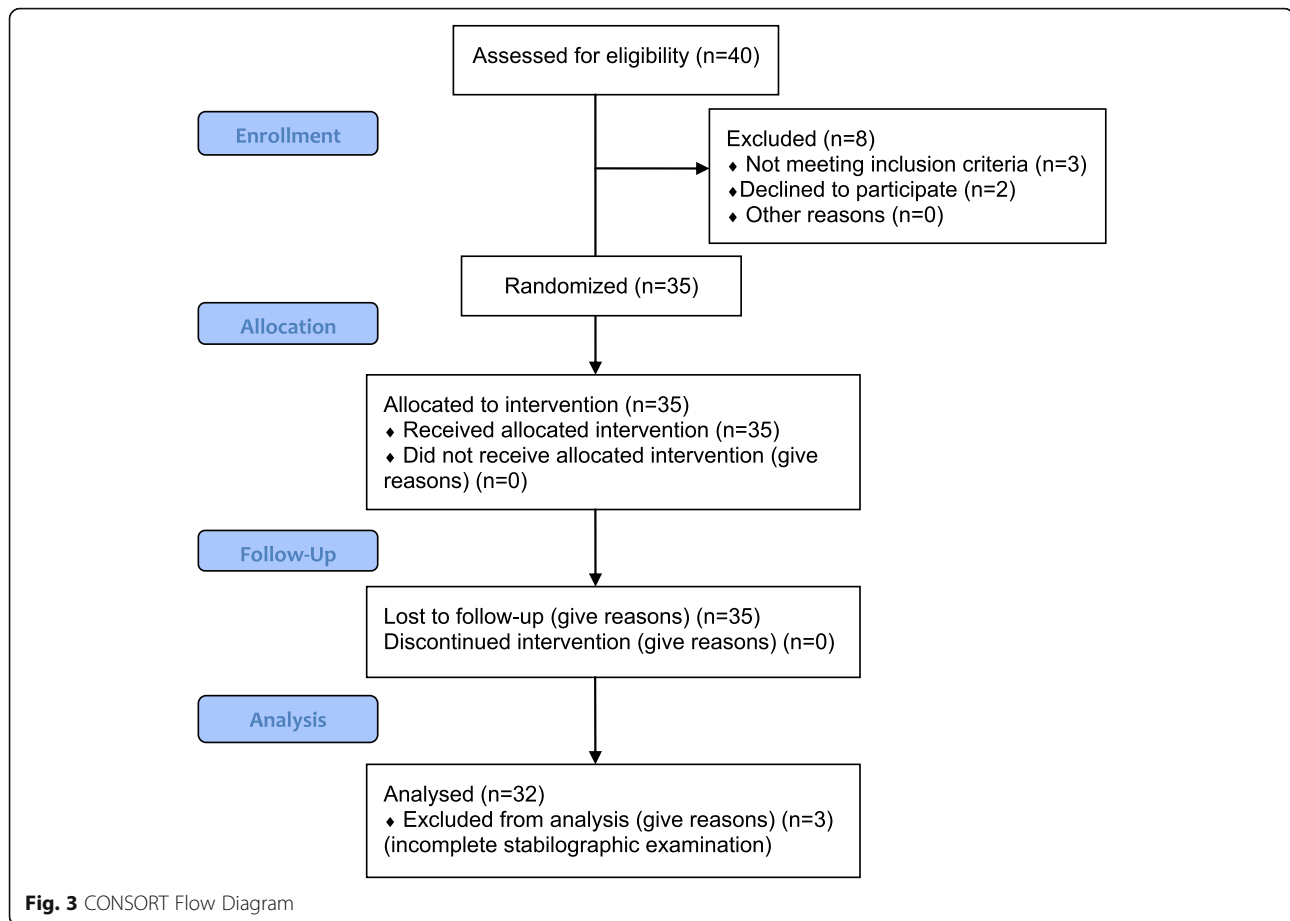 Assessed for eligibility (n=40)
Enrollment
Excluded (n=8)
♦ Not meeting inclusion criteria (n=3)
♦Declined to participate (n=2)
♦ Other reasons (n=0)
Randomized (n=35)
Allocation
Allocated to intervention (n=35)
♦ Received allocated intervention (n=35)
♦ Did not receive allocated intervention (give
reasons) (n=0)
Follow-Up
Lost to follow-up (give reasons) (n=35)
Discontinued intervention (give reasons) (n=0)
Analysis
Analysed (n=32)
♦ Excluded from analysis (give reasons) (n=3)
(incomplete stabilographic examination)
Fig. 3 CONSORT Flow Diagram